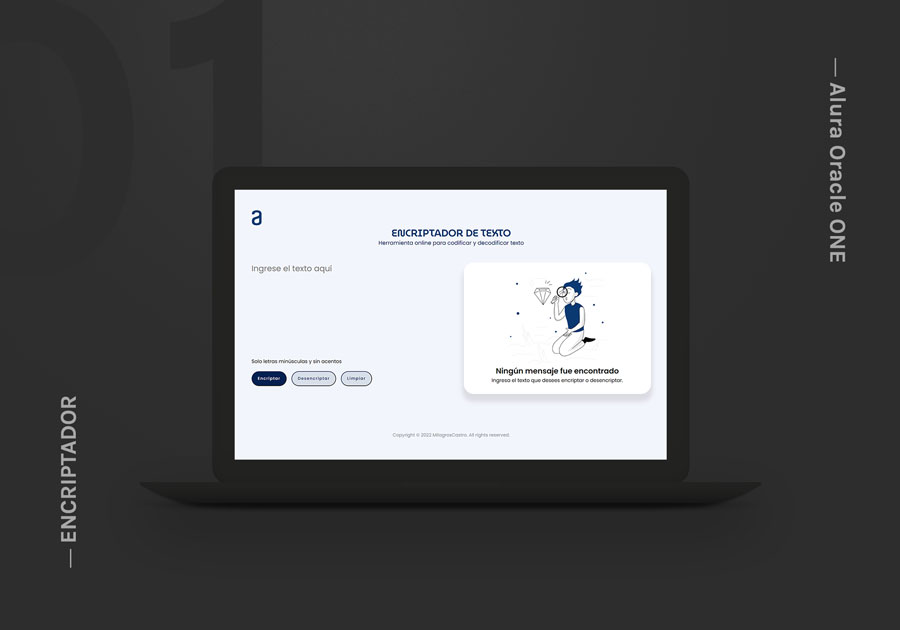 01
— Alura Oracle ONE
a
ENCRIPTADOR DE TEXTO
Herramienta online para codificar y decodificar texto
Ingrese el texto aquí
Solo letras minúsculas y sin acentos
Encriptar
Desencriptar
Limpiar
Ningún mensaje fue encontrado
Ingresa el texto que desees encriptar o desencriptar.
Copyright © 2022 MilagrosCozins. All rights reserved.
— ENCRIPTADOR